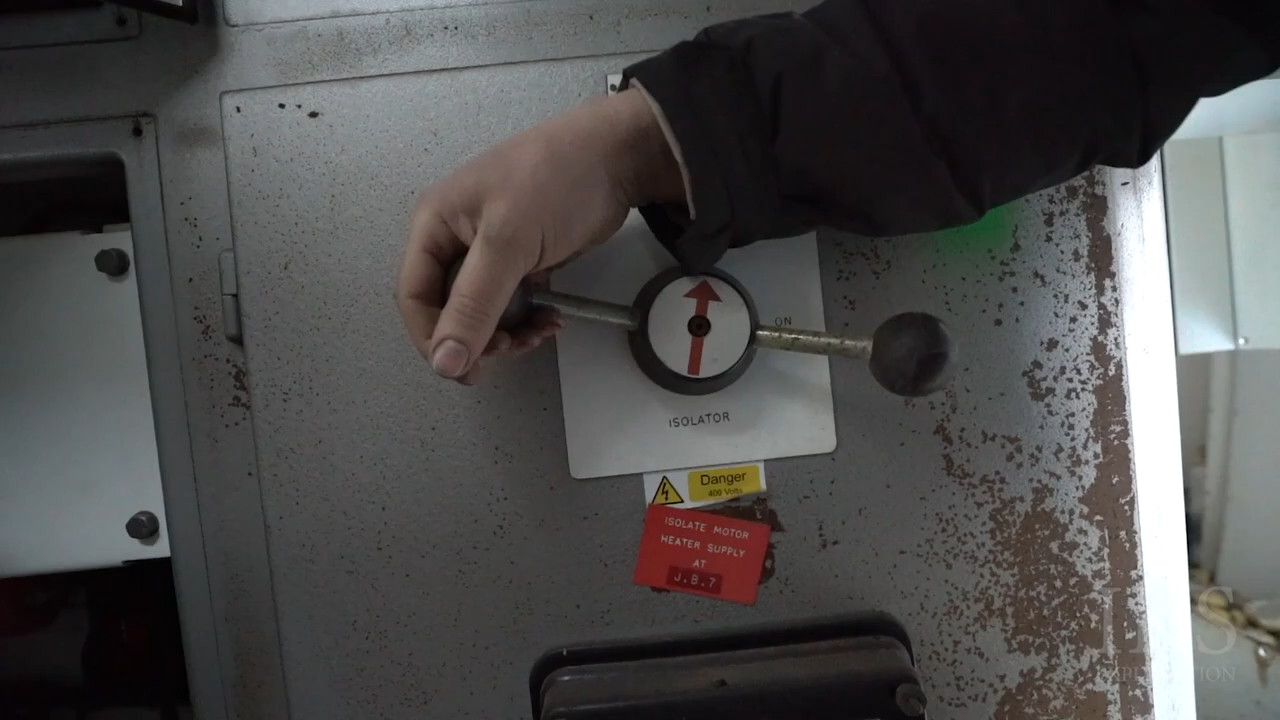 ON
ISOLATOR
Danger
400 Volts
ISOLATE MOTOR
HEATER SUPPLY
AT
J.B.7